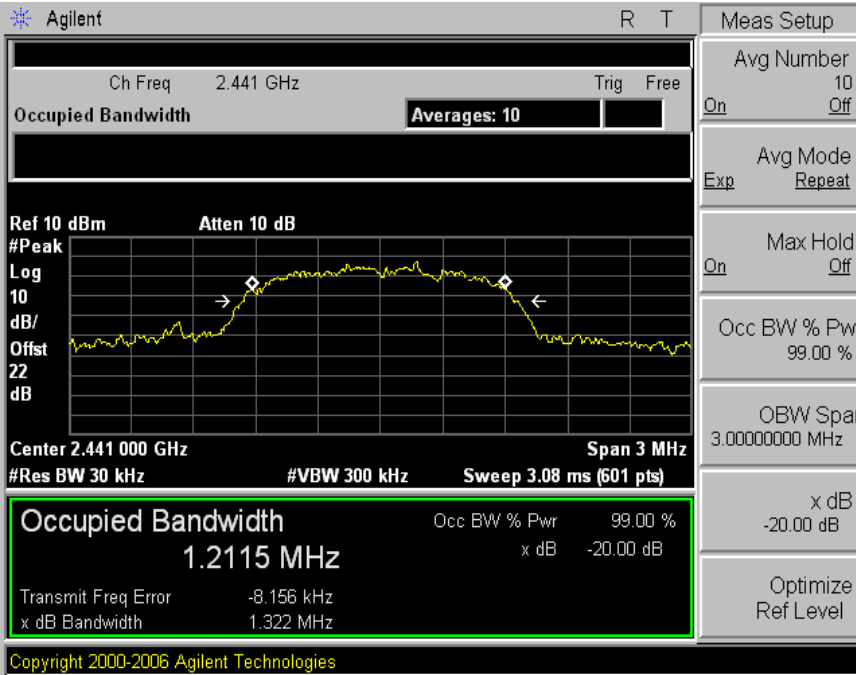 Agilent R T Meas Setup
Avg Number
10
On Off
Ch Freq 2.441 GHz Trig Free
Occupied Bandwidth Averages: 10
Avg Mode
Exp Repeat
Ref 10 dBm Atten 10 dB
#Peak
Log
10
dB/
Offst
22
dB
Max Hold
On Off
Occ BW % Pwr
99.00 %
OBW Span
3.00000000 MHz
Center 2.441 000 GHz Span 3 MHz
#Res BW 30 kHz #VBW 300 kHz Sweep 3.08 ms (601 pts)
Occupied Bandwidth Occ BW % Pwr 99.00 %
1.2115 MHz x dB -20.00 dB
Transmit Freq Error -8.156 kHz
x dB Bandwidth 1.322 MHz
x dB
-20.00 dB
Optimize
Ref Level
Copyright 2000-2006 Agilent Technologies